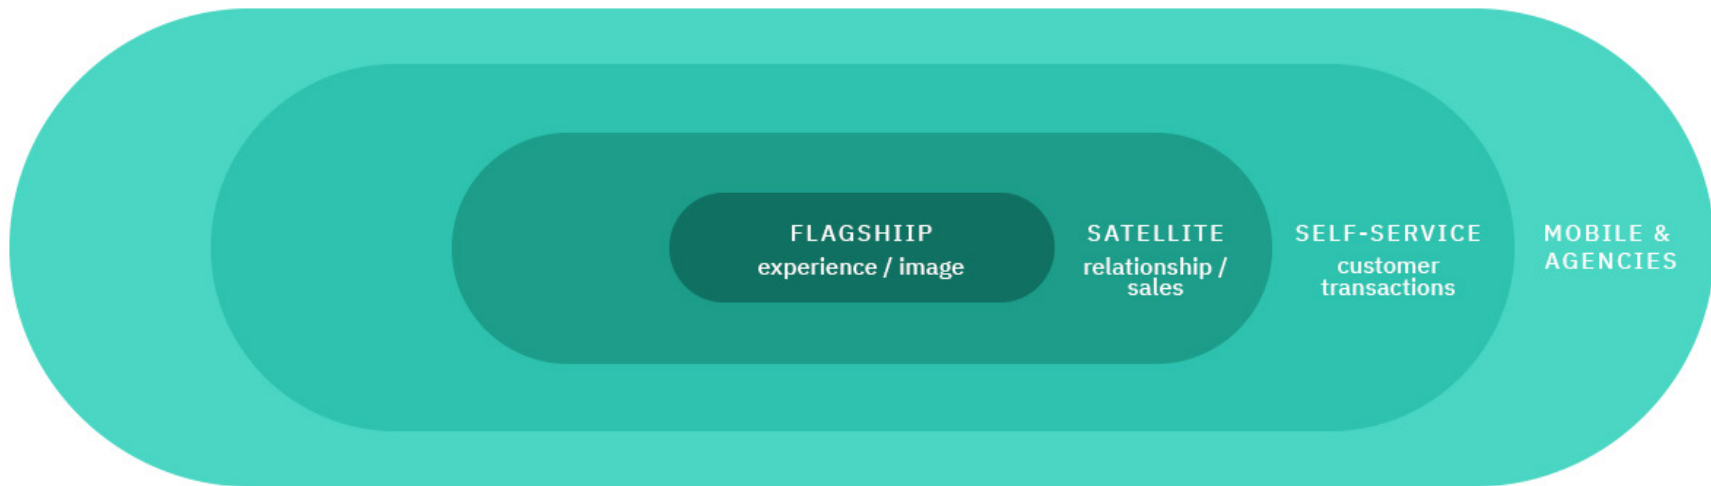 FLAGSHIIP
experience / image
SATELLITE
relationship /
sales
SELF-SERVICE
customer
transactions
MOBILE &
AGENCIES